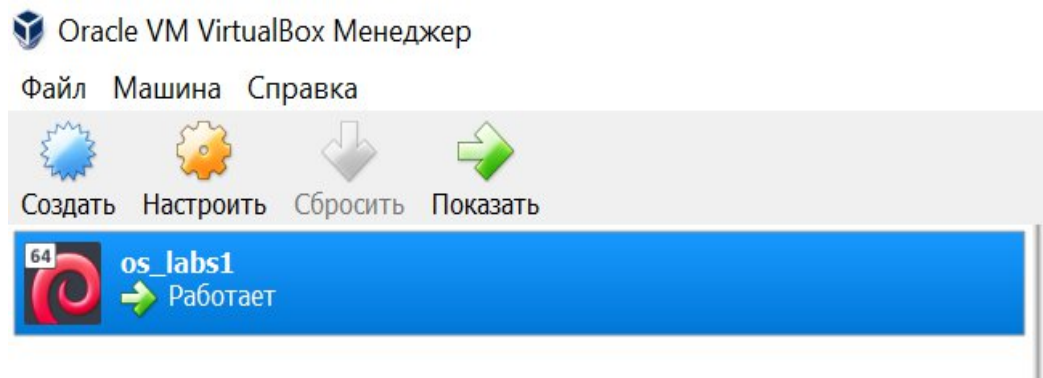 Oracle VM VirtualBox Менеджер
Файл Машина Справка
Создать Настроить Сбросить Показать
64
os_labs1
Работает